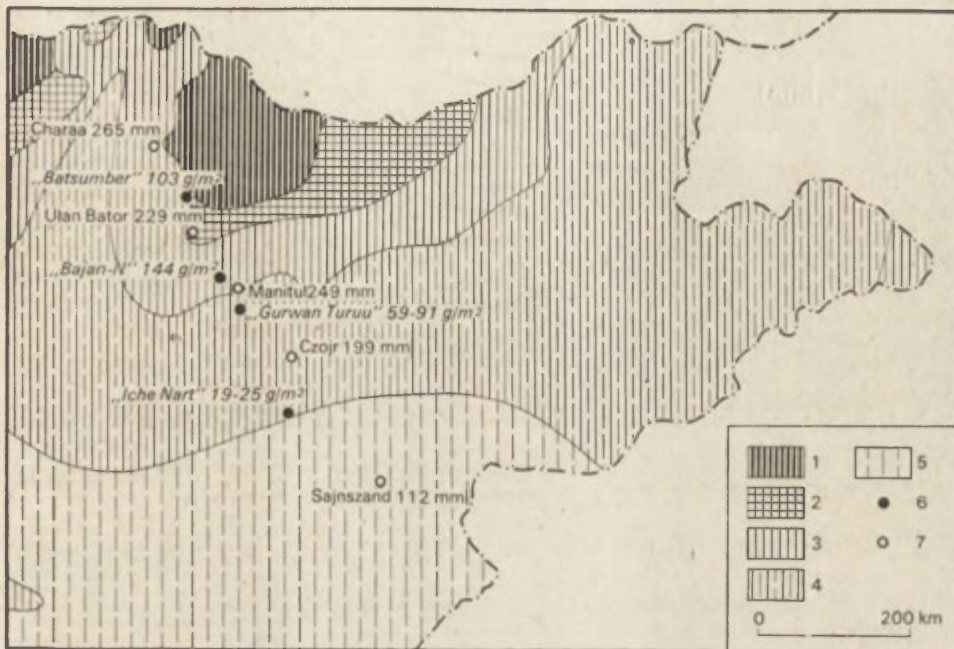 Charaa 265 mm
„Batsumber" 103 g/m²
Ulan Bator 229 mm
„Bajan-N" 144 g/m²
Manitul 249 mm
„Gurwan Turuu" 59-91 g/m²
Czojr 199 mm
„Iche Nart" 19-25 g/m²
Sajnszand 112 mm
1
5
2
6
3
7
4
0
200 km